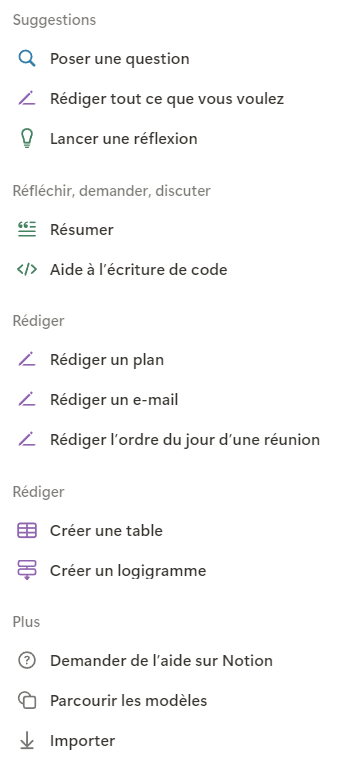 Suggestions
Poser une question
Rédiger tout ce que vous voulez
Lancer une réflexion
Réfléchir, demander, discuter
Résumer
Aide à l’écriture de code
Rédiger
Rédiger un plan
Rédiger un e-mail
Rédiger l’ordre du jour d’une réunion
Rédiger
Créer une table
Créer un logigramme
Plus
Demander de l’aide sur Notion
Parcourir les modèles
Importer